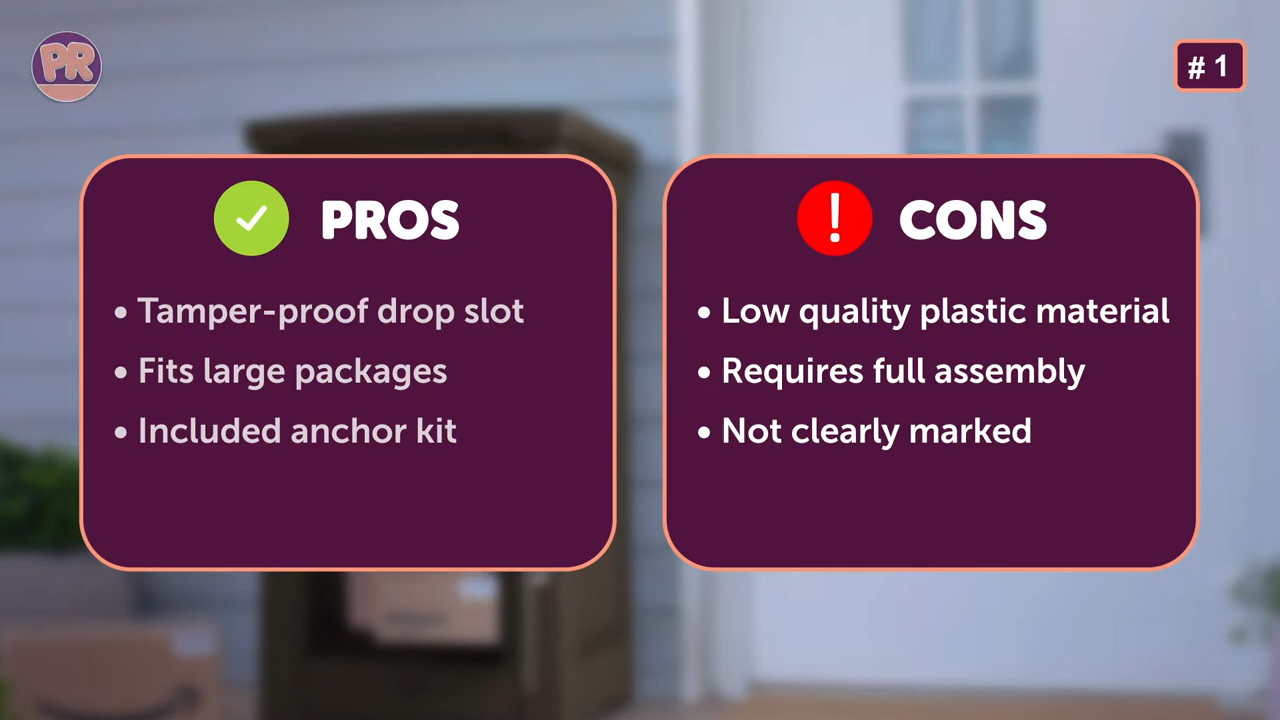 PR
# 1
PROS
• Tamper-proof drop slot
• Fits large packages
• Included anchor kit
CONS
• Low quality plastic material
• Requires full assembly
• Not clearly marked